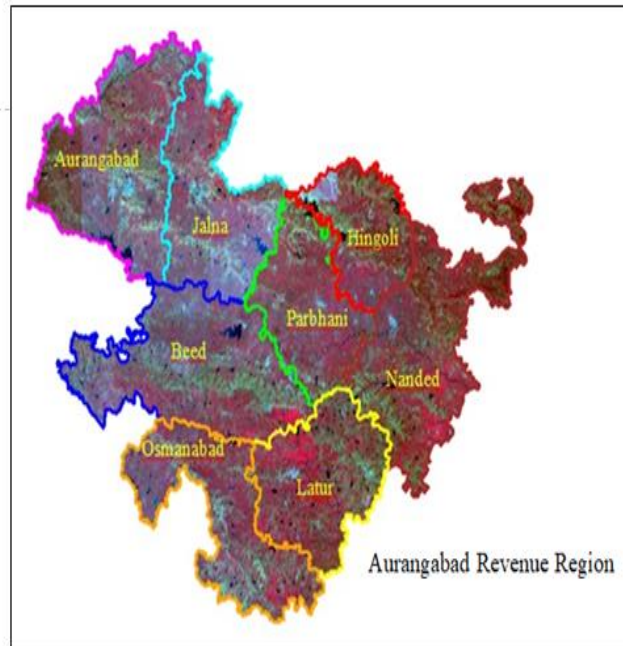 Aurangabad
Jalna
Hingoli
Parbhani
Beed
Nanded
Osmanabad
Latur
Aurangabad Revenue Region